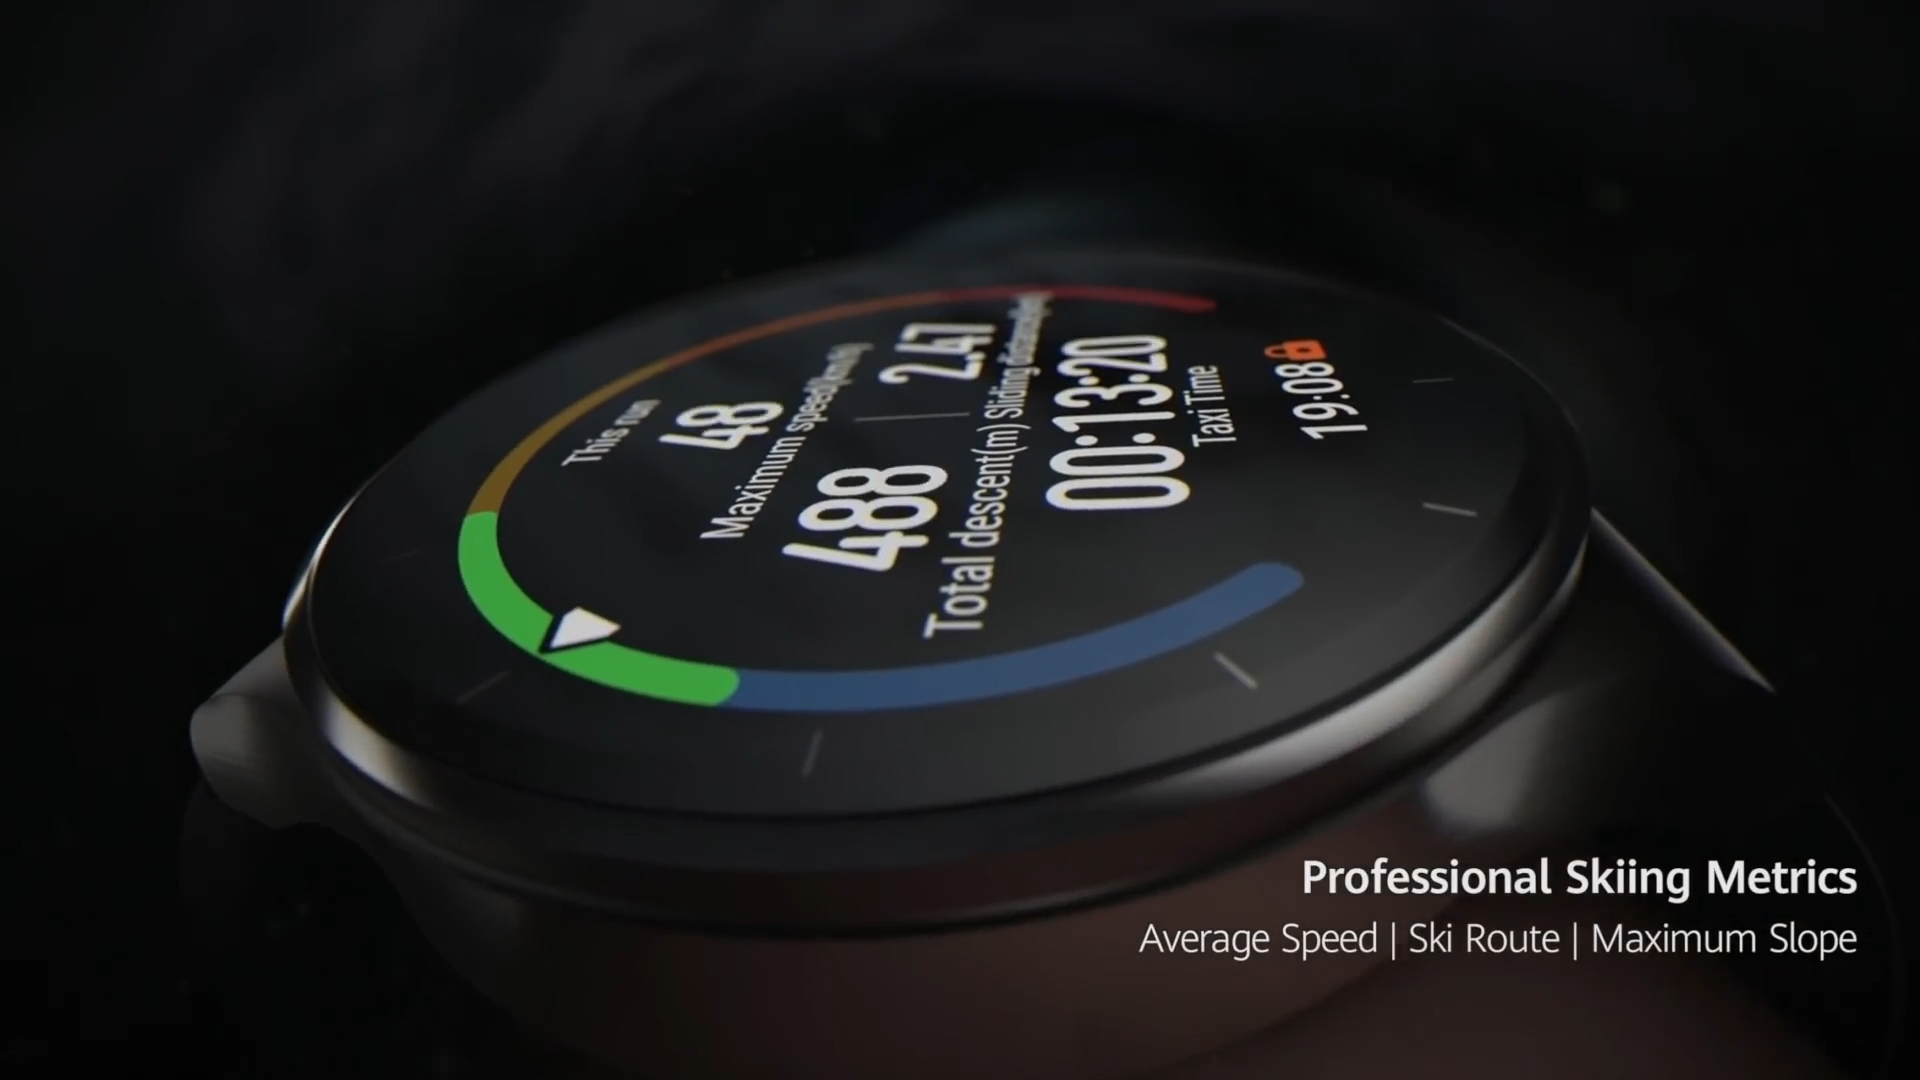 This run
48
Maximum speed(km/h)
488
2.47
Total descent(m)
Sliding
00:13:20
Taxi Time
19:08
Professional Skiing Metrics
Average Speed | Ski Route | Maximum Slope